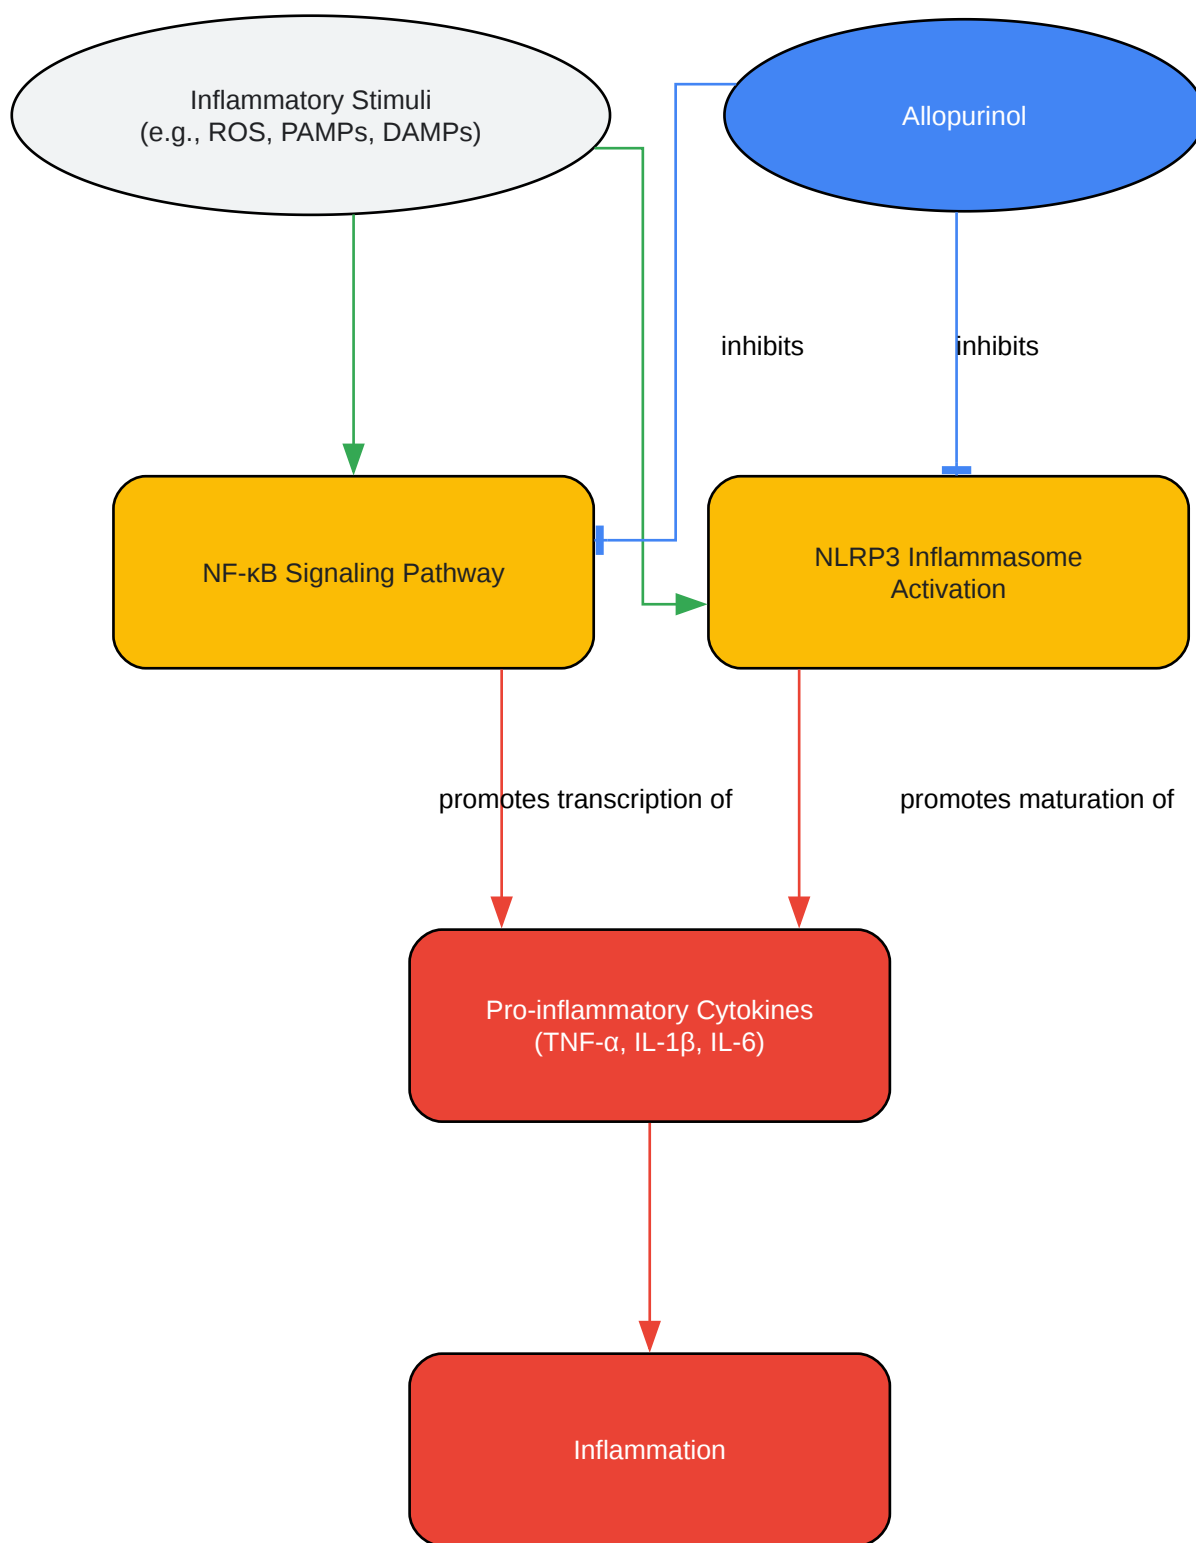 Inflammatory Stimuli
(e.g., ROS, PAMPs, DAMPs)
Allopurinol
inhibits
inhibits
NF-κB Signaling Pathway
NLRP3 Inflammasome
Activation
promotes transcription of
promotes maturation of
Pro-inflammatory Cytokines
(TNF-α, IL-1β, IL-6)
Inflammation